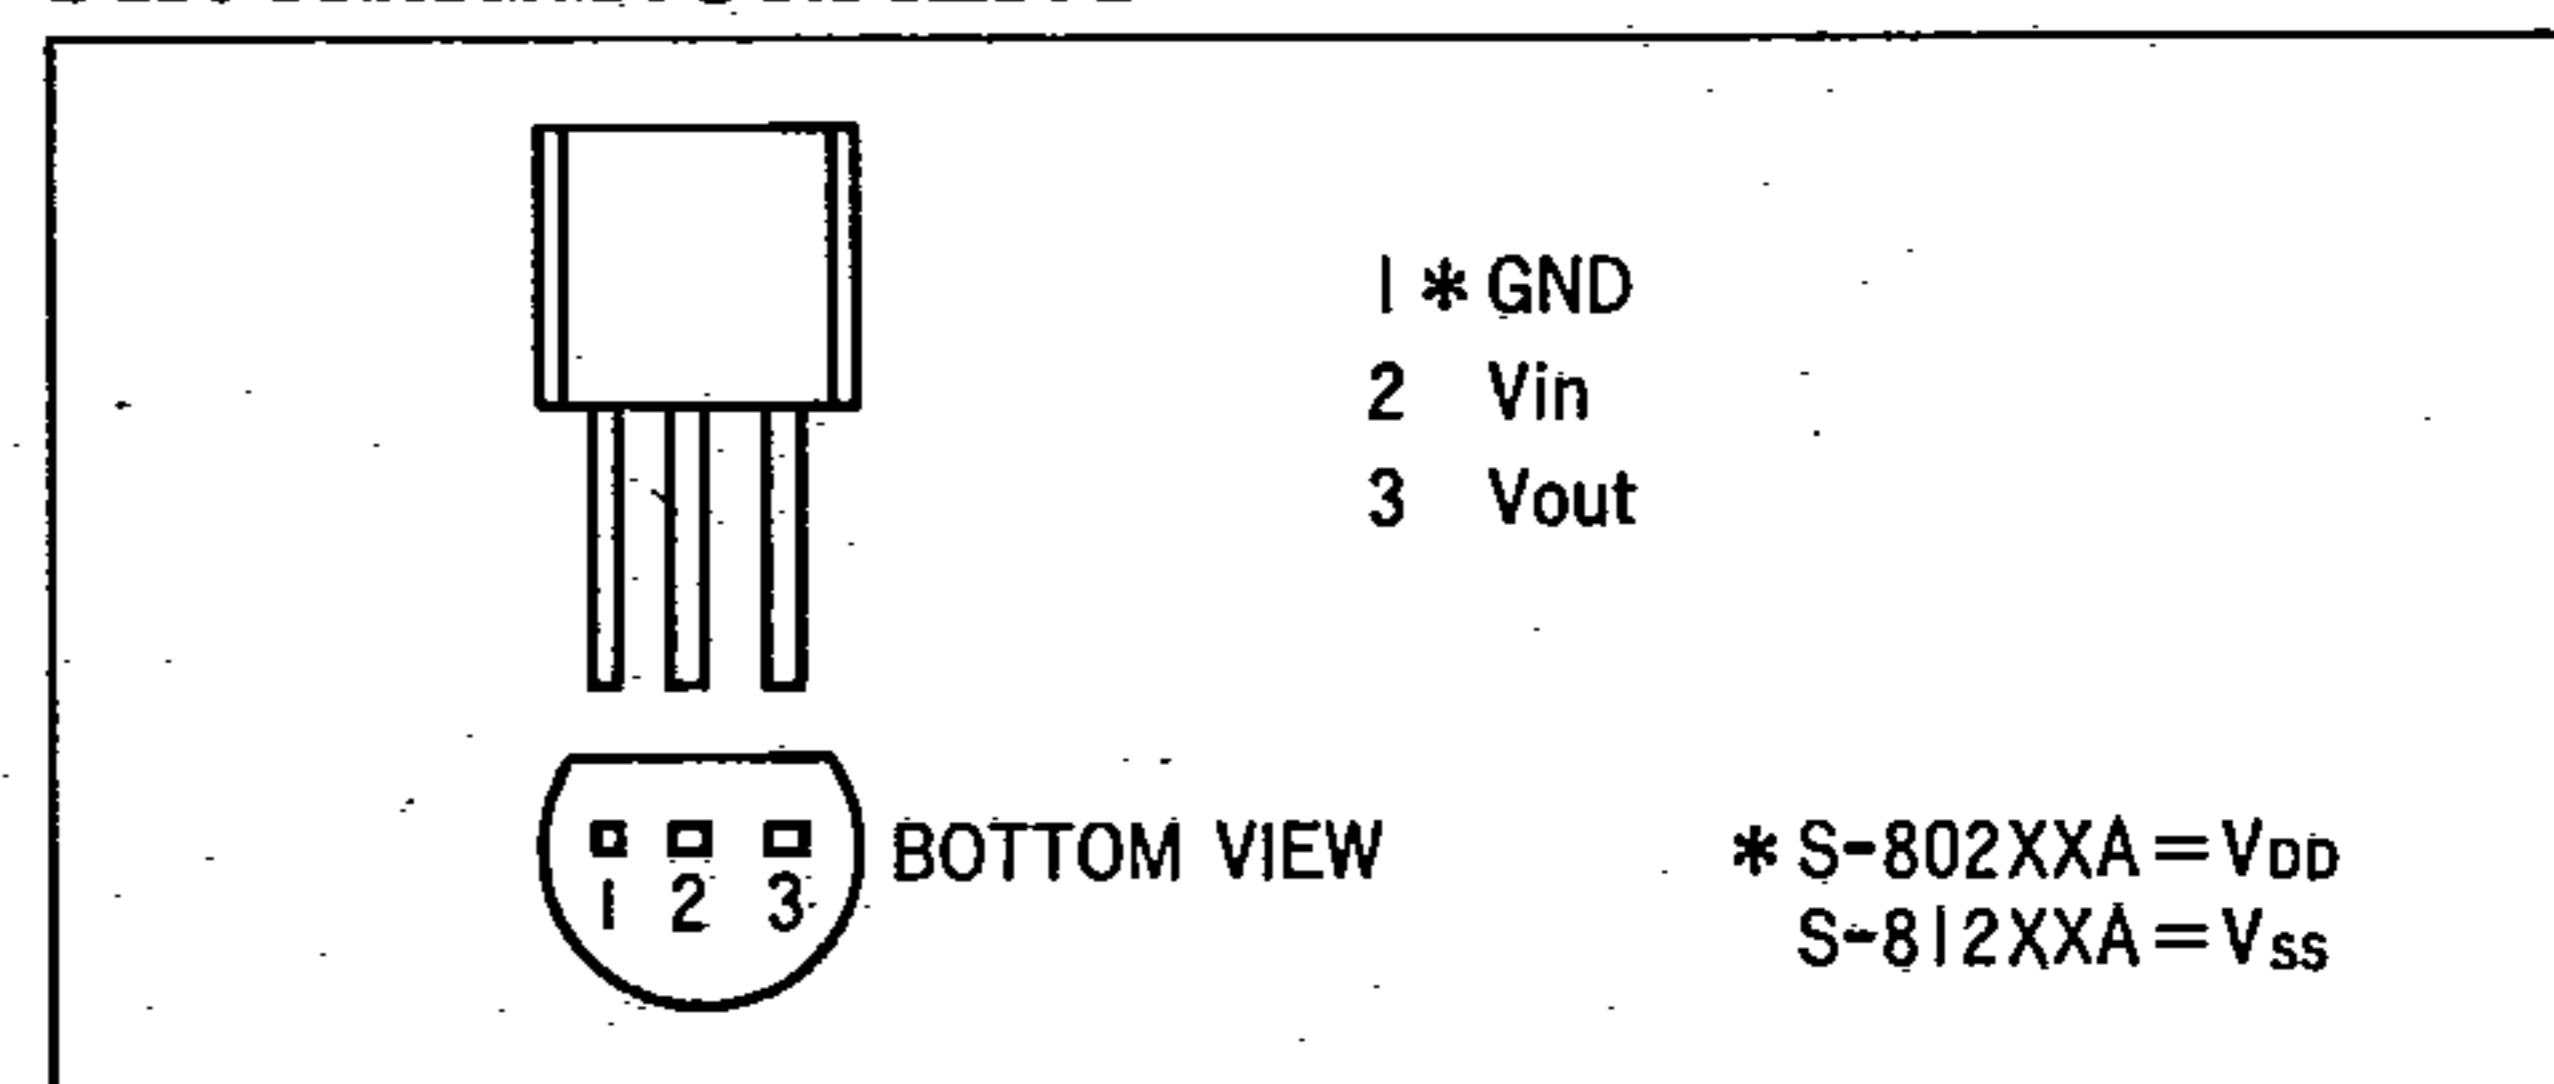 1 * GND
2 Vin
3 Vout
BOTTOM VIEW
1 2 3
* S-802XXA = VDD
S-812XXA = VSS